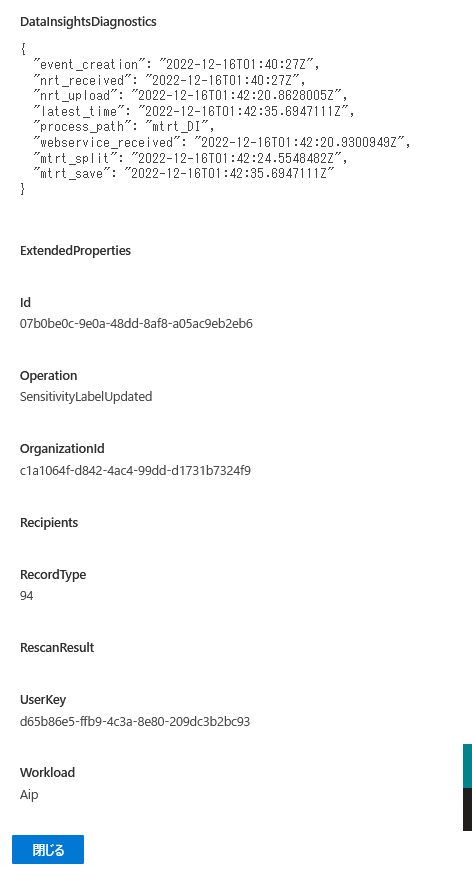 DataInsightsDiagnostics
{
  "event_creation": "2022-12-16T01:40:27Z",
  "nrt_received": "2022-12-16T01:40:27Z",
  "nrt_upload": "2022-12-16T01:42:20.8628005Z",
  "latest_time": "2022-12-16T01:42:35.6947111Z",
  "process_path": "mtrt_DI",
  "webservice_received": "2022-12-16T01:42:20.9300949Z",
  "mtrt_split": "2022-12-16T01:42:24.5548482Z",
  "mtrt_save": "2022-12-16T01:42:35.6947111Z"
}
ExtendedProperties
Id
07b0be0c-9e0a-48dd-8af8-a05ac9eb2eb6
Operation
SensitivityLabelUpdated
OrganizationId
c1a1064f-d842-4ac4-99dd-d1731b7324f9
Recipients
RecordType
94
RescanResult
UserKey
d65b86e5-ffb9-4c3a-8e80-209dc3b2bc93
Workload
Aip
閉じる